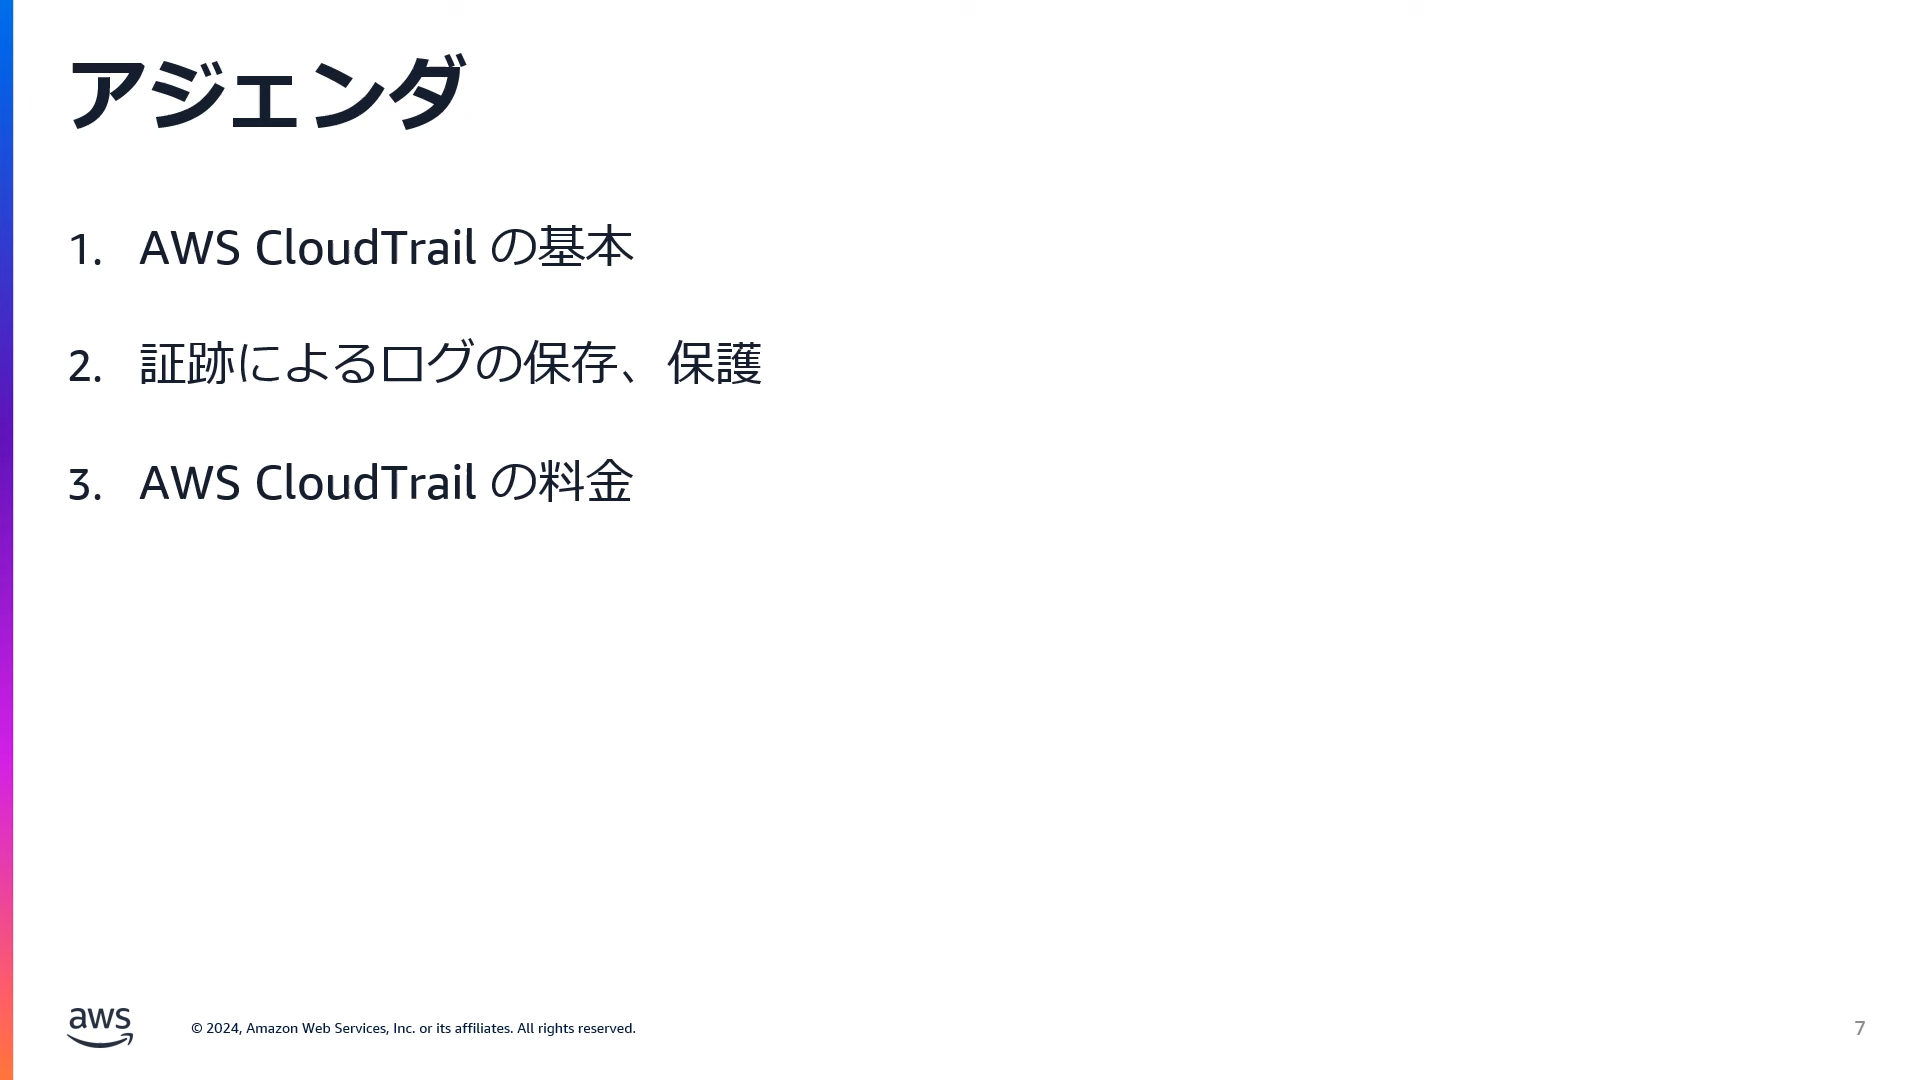 アジェンダ
1. AWS CloudTrail の基本
2. 証跡によるログの保存、保護
3. AWS CloudTrail の料金
aws
© 2024, Amazon Web Services, Inc. or its affiliates. All rights reserved.
7